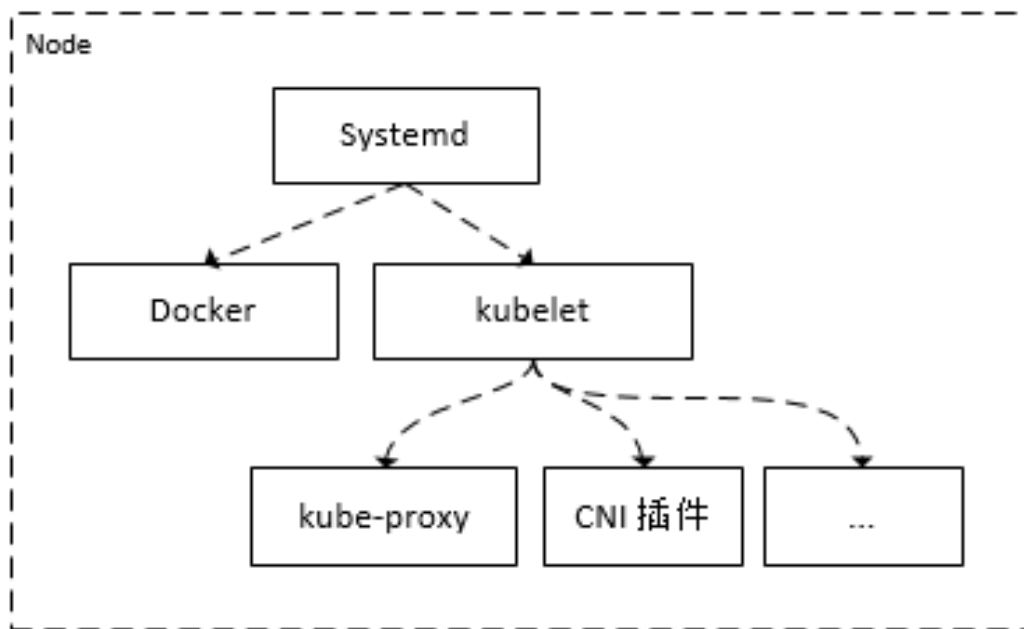 Node
Systemd
Docker
kubelet
kube-proxy
CNI 插件
...